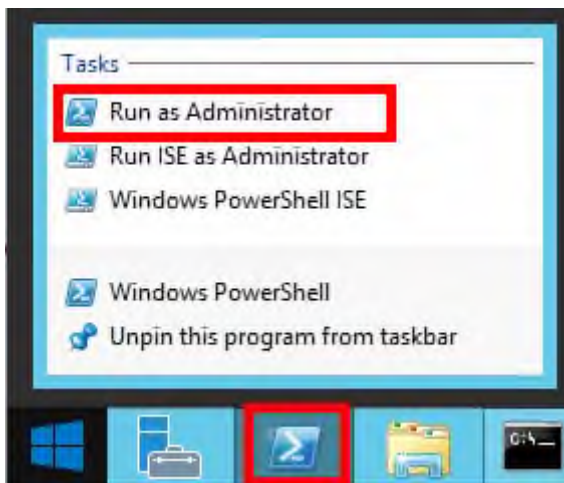 Tasks
Run as Administrator
Run ISE as Administrator
Windows PowerShell ISE
Windows PowerShell
Unpin this program from taskbar